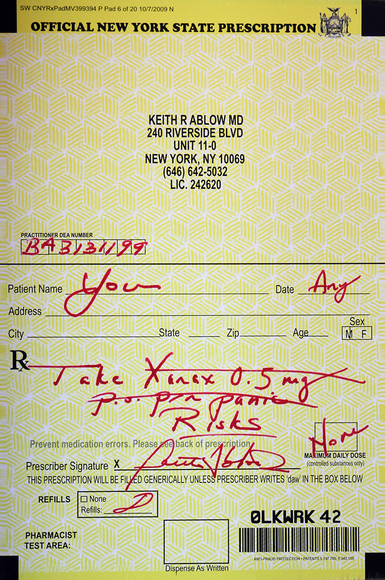 SW CNYRxPadMV399394 P Pad 6 of 20 10/7/2009 N
1
OFFICIAL NEW YORK STATE PRESCRIPTION
KEITH R ABLOW MD
240 RIVERSIDE BLVD
UNIT 11-0
NEW YORK, NY 10069
(646) 642-5032
LIC. 242620
PRACTITIONER DEA NUMBER
BA3131199
Patient Name You Date Any
Address
City State Zip Age Sex
M F
Rx
Take Xanax 0.5 mg
p.o. p/n panic
Risks
Prevent medication errors. Please see back of prescription.
None
MAXIMUM DAILY DOSE
(controlled substances only)
Prescriber Signature X
THIS PRESCRIPTION WILL BE FILLED GENERICALLY UNLESS PRESCRIBER WRITES 'daw' IN THE BOX BELOW
REFILLS None
Refills:
0LKWRK 42
PHARMACIST
TEST AREA:
Dispense As Written